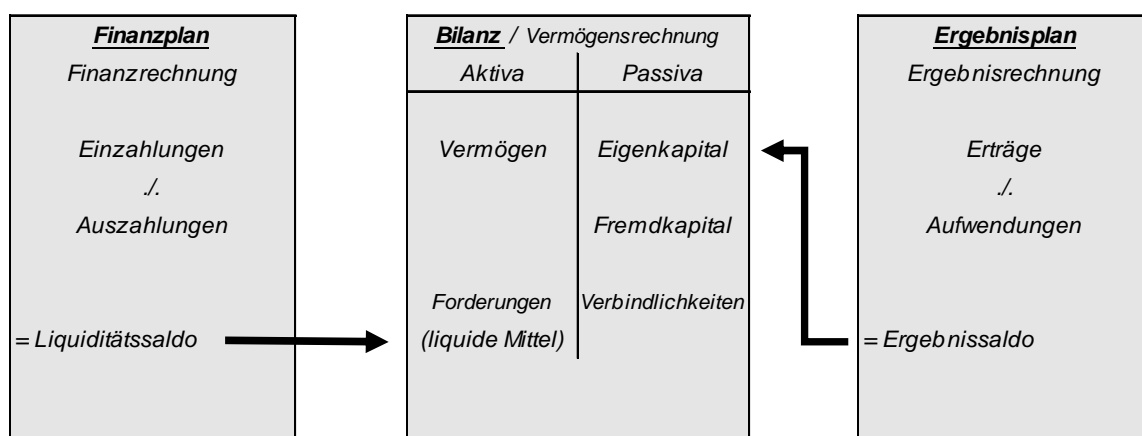 Finanzplan
Finanzrechnung
Einzahlungen
./.
Auszahlungen
= Liquiditätssaldo
Bilanz / Vermögensrechnung
Aktiva Passiva
Vermögen Eigenkapital
Fremdkapital
Forderungen Verbindlichkeiten
(liquide Mittel)
Ergebnisplan
Ergebnisrechnung
Erträge
./.
Aufwendungen
= Ergebnissaldo